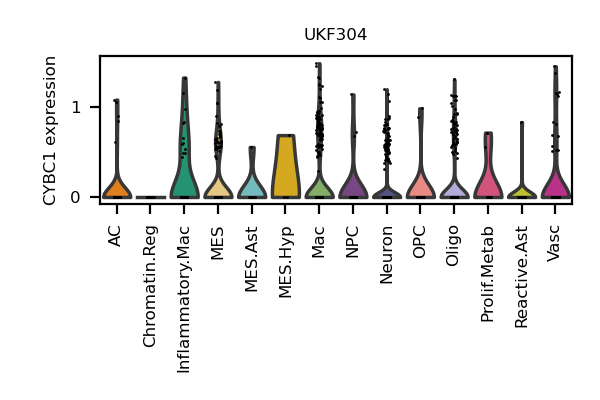 UKF304
CYBC1 expression
1
0
AC
Chromatin.Reg
Inflammatory.Mac
MES
MES.Ast
MES.Hyp
Mac
NPC
Neuron
OPC
Oligo
Prolif.Metab
Reactive.Ast
Vasc